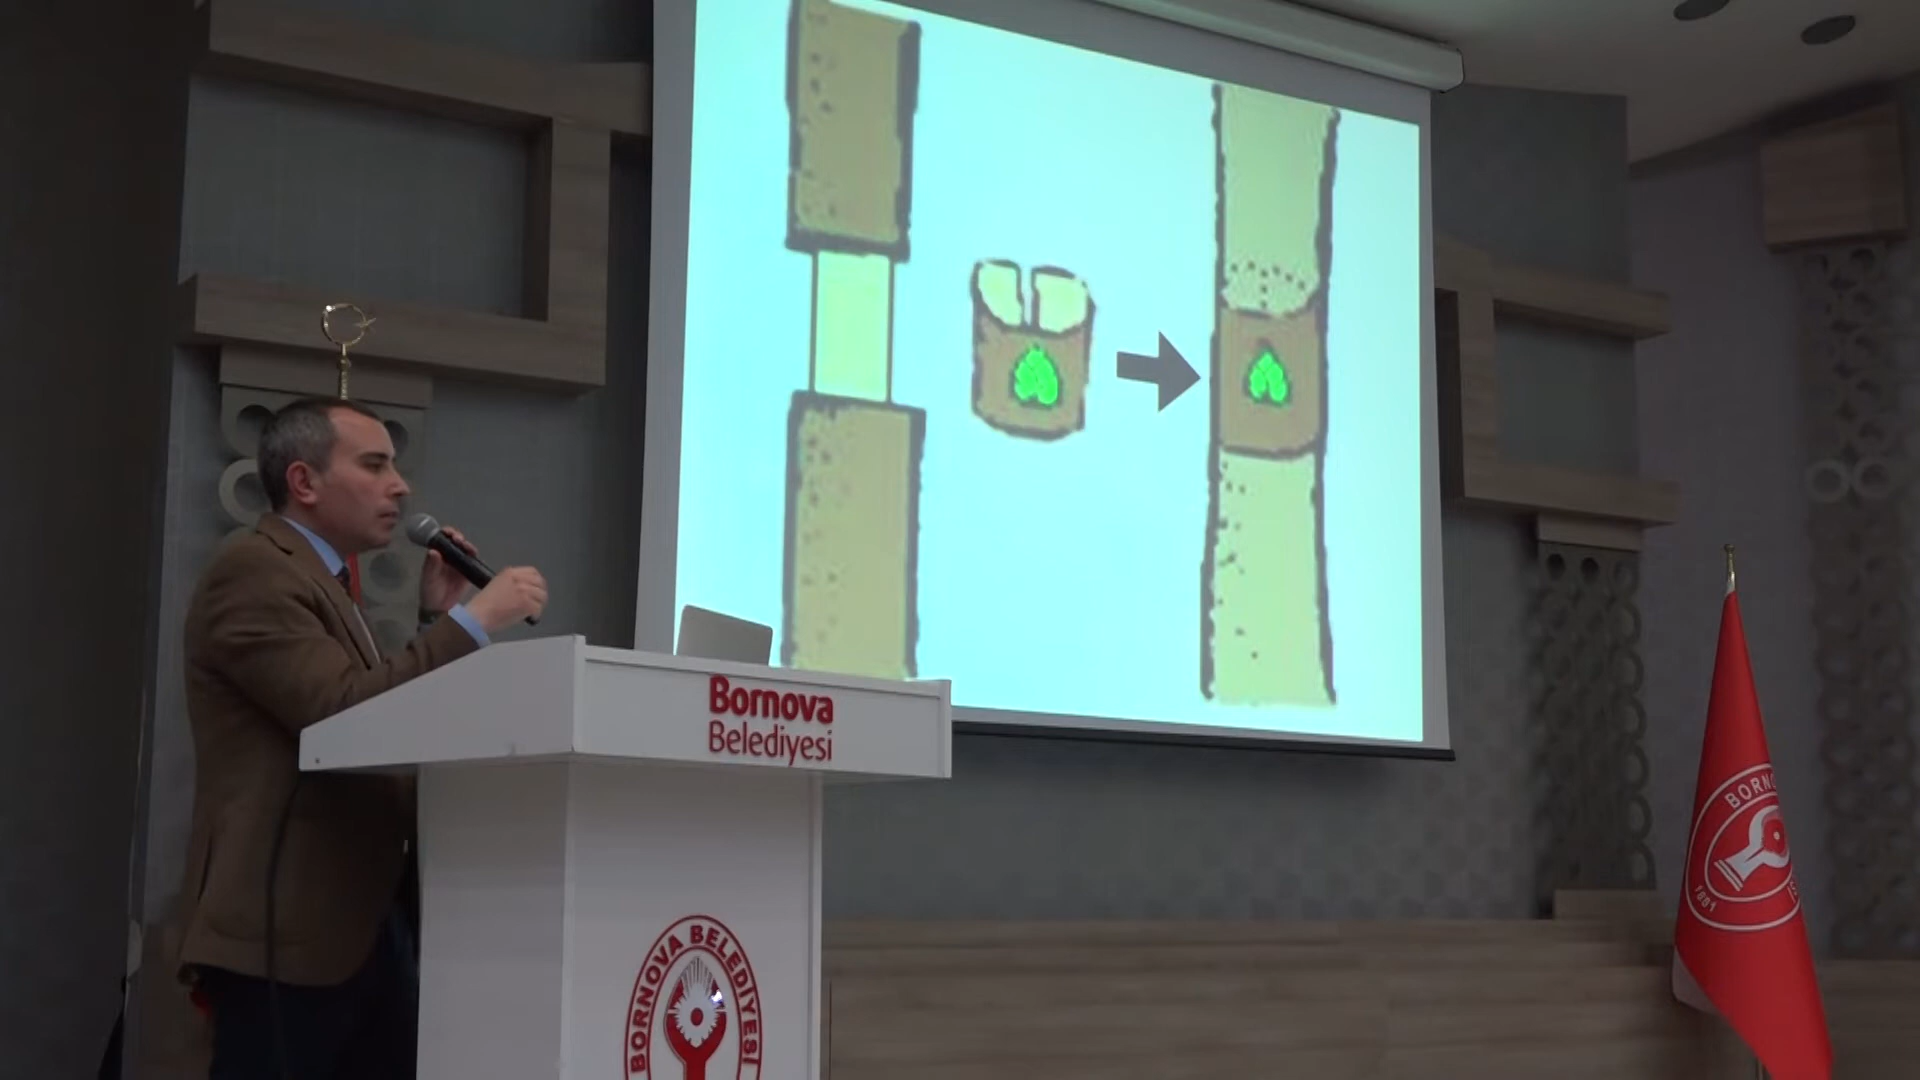 Bornova
Belediyesi
BORNOVA BELEDİYESİ
BORNO
1881